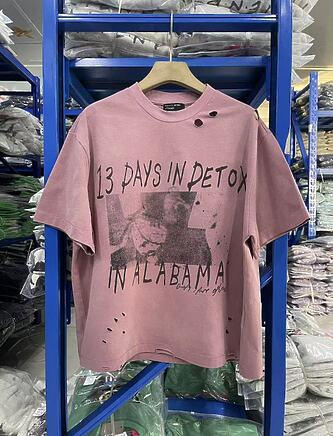 13 DAYS IN DETOX
IN ALABAMA